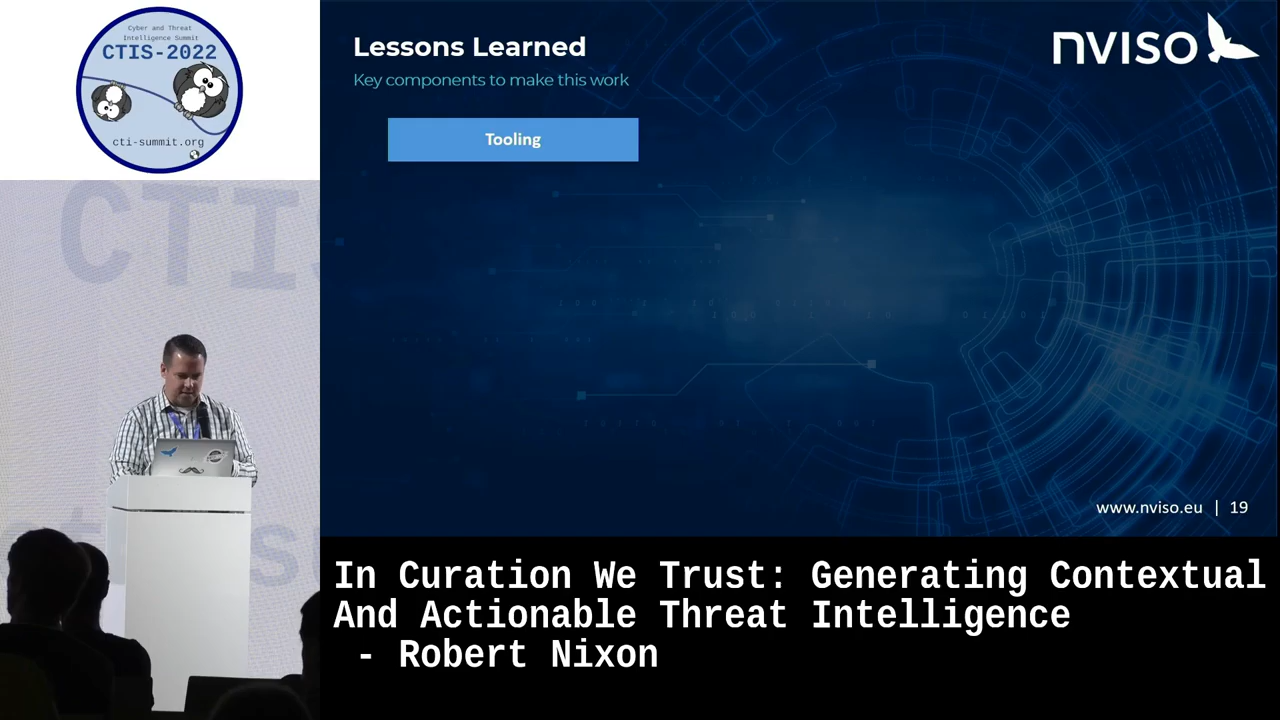 Cyber and Threat
Intelligence Summit
CTIS-2022
cti-summit.org
CTIS
Lessons Learned
Key components to make this work
nviso
Tooling
www.nviso.eu | 19
In Curation We Trust: Generating Contextual
And Actionable Threat Intelligence
- Robert Nixon